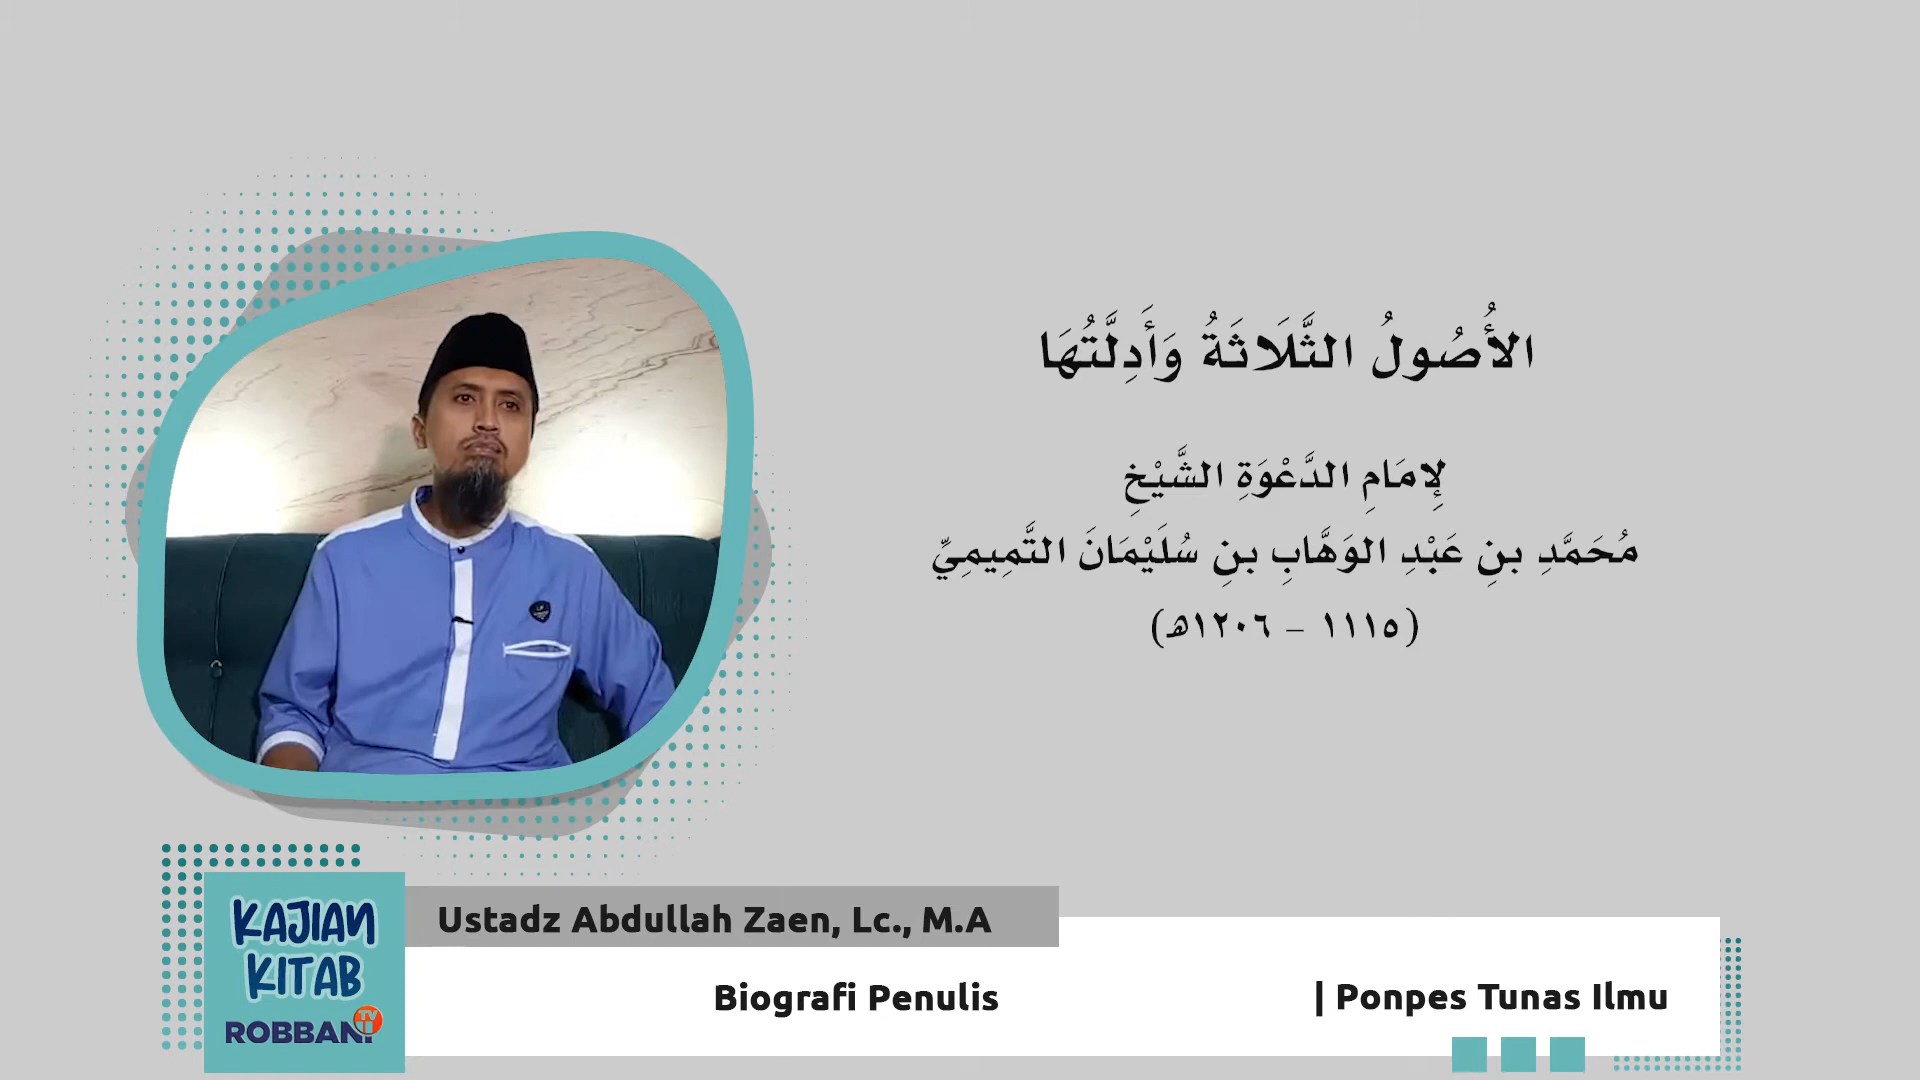 الأُصُولُ الثَّلَاثَةُ وَأَدِلَّتُهَا
لِإِمَامِ الدَّعْوَةِ الشَّيْخِ
مُحَمَّدِ بنِ عَبْدِ الوَهَّابِ بنِ سُلَيْمَانَ التَّمِيمِيِّ
(١١١٥ – ١٢٠٦هـ)
Ustadz Abdullah Zaen, Lc., M.A
KAJIAN
KITAB
ROBBANI TV
Biografi Penulis
| Ponpes Tunas Ilmu